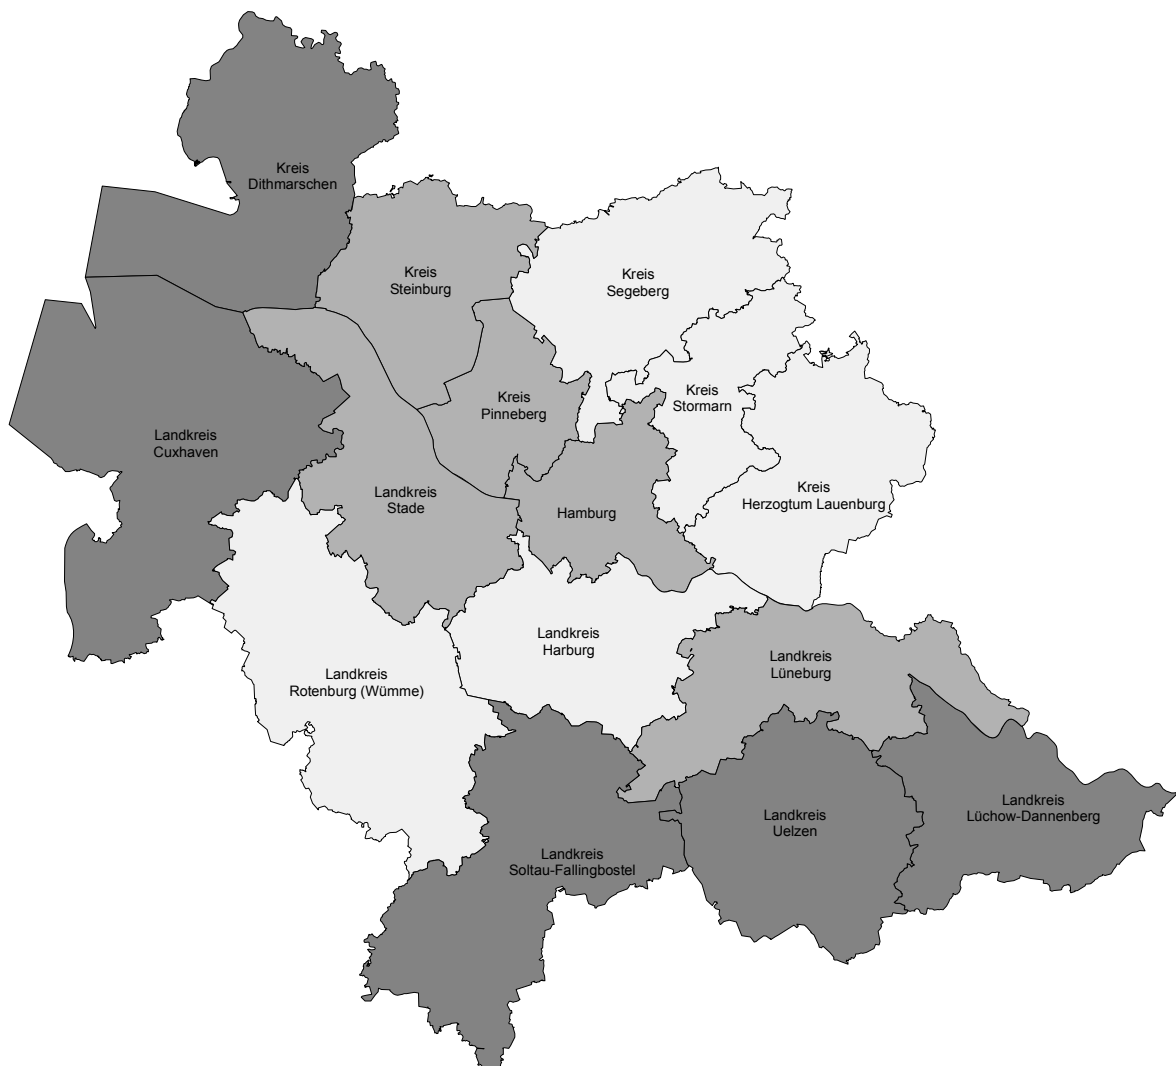 Kreis
Dithmarschen
Kreis
Steinburg
Kreis
Segeberg
Kreis
Pinneberg
Kreis
Stormarn
Landkreis
Cuxhaven
Landkreis
Stade
Hamburg
Kreis
Herzogtum Lauenburg
Landkreis
Harburg
Landkreis
Rotenburg (Wümme)
Landkreis
Lüneburg
Landkreis
Lüchow-Dannenberg
Landkreis
Uelzen
Landkreis
Soltau-Fallingbostel